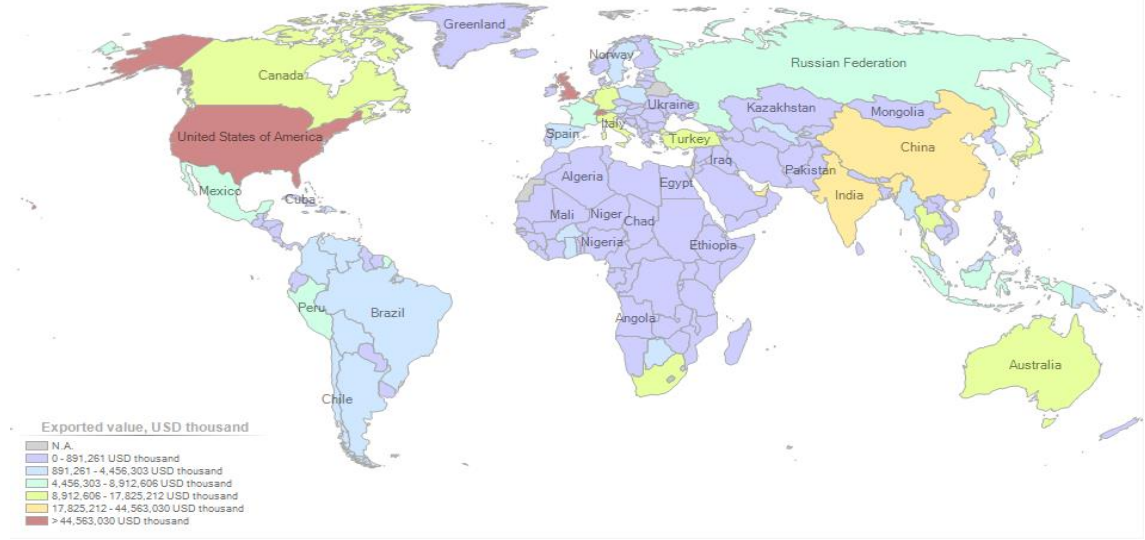 Greenland
Norway
Russian Federation
Canada
Ukraine
Kazakhstan
Mongolia
United States of America
Spain
Italy
Turkey
China
Iraq
Pakistan
Mexico
Cuba
Algeria
Egypt
India
Mali
Niger
Chad
Nigeria
Ethiopia
Peru
Brazil
Angola
Australia
Chile
Exported value, USD thousand
N.A.
0 - 891,261 USD thousand
891,261 - 4,456,303 USD thousand
4,456,303 - 8,912,606 USD thousand
8,912,606 - 17,825,212 USD thousand
17,825,212 - 44,563,030 USD thousand
> 44,563,030 USD thousand